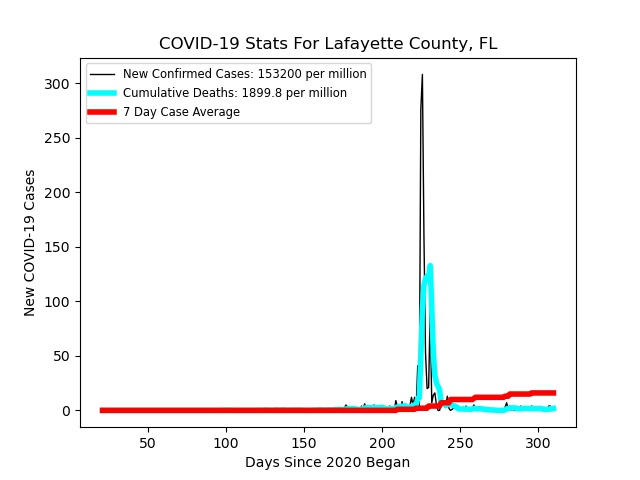 COVID-19 Stats For Lafayette County, FL
New Confirmed Cases: 153200 per million
Cumulative Deaths: 1899.8 per million
7 Day Case Average
New COVID-19 Cases
300
250
200
150
100
50
0
50 100 150 200 250 300
Days Since 2020 Began